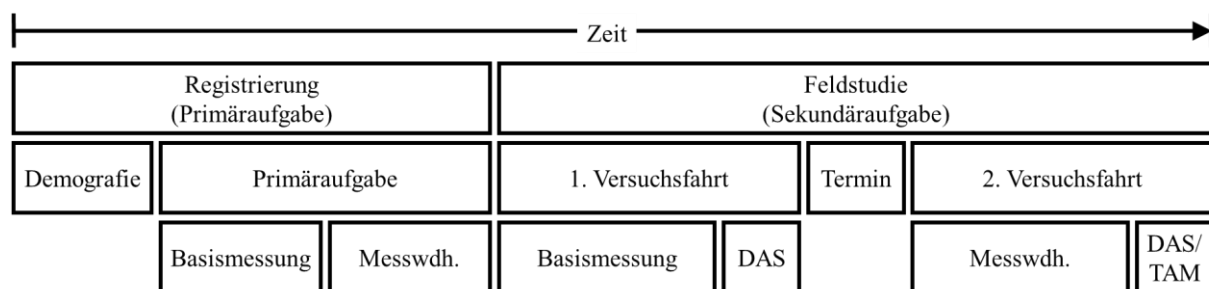 Zeit
Registrierung
(Primäraufgabe)
Feldstudie
(Sekundäraufgabe)
Demografie
Primäraufgabe
1. Versuchsfahrt
Termin
2. Versuchsfahrt
Basismessung
Messwdh.
Basismessung
DAS
Messwdh.
DAS/
TAM